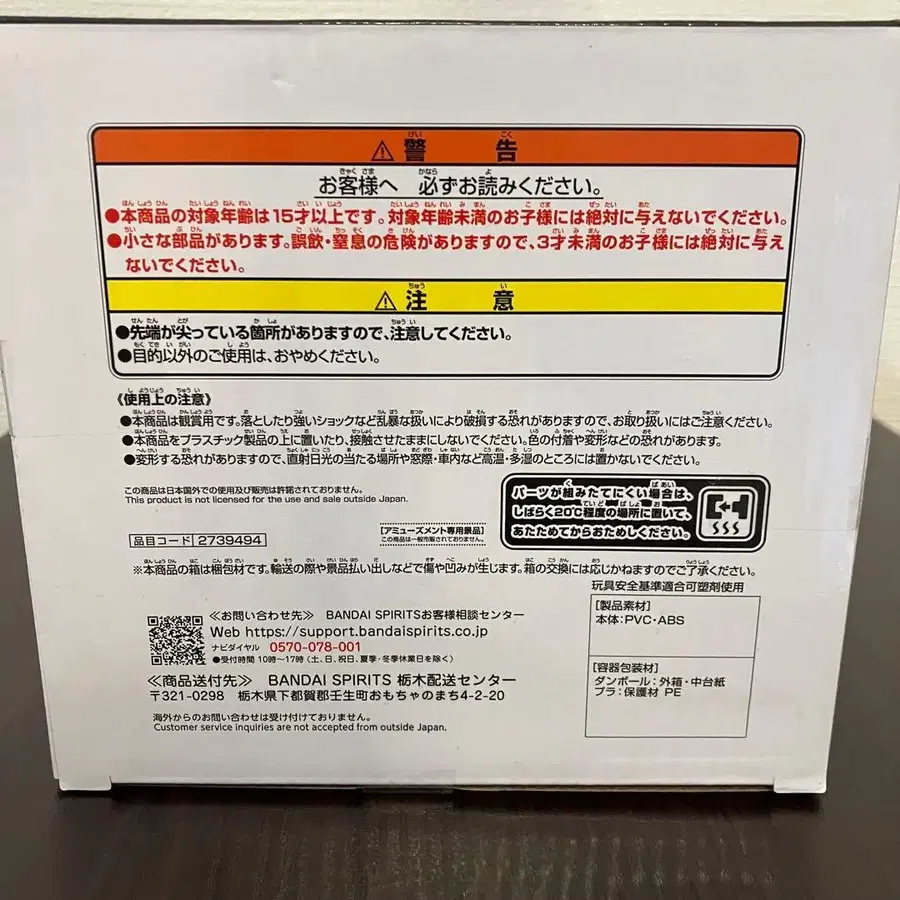 ⚠警告
お客様へ 必ずお読みください。
●本商品の対象年齢は15才以上です。対象年齢未満のお子様には絶対に与えないでください。
●小さな部品があります。誤飲・窒息の危険がありますので、3才未満のお子様には絶対に与え
ないでください。
⚠注意
●先端が尖っている箇所がありますので、注意してください。
●目的以外のご使用は、おやめください。
《使用上の注意》
●本商品は観賞用です。落としたり強いショックなど乱暴な扱いにより破損する恐れがありますので、お取り扱いにはご注意ください。
●本商品をプラスチック製品の上に置いたり、接触させたままにしないでください。色の付着や変形などの恐れがあります。
●変形する恐れがありますので、直射日光の当たる場所や窓際・車内など高温・多湿のところには置かないでください。
この商品は日本国外での使用及び販売は許諾されておりません。
This product is not licensed for the use and sale outside Japan.
パーツが組みたてにくい場合は、
しばらく20℃程度の場所に置いて、
あたためてからおためしください。
品目コード 2739494
[アミューズメント専用景品]
この商品は一般市販されておりません。
※本商品の箱は梱包材です。輸送の際や景品払い出しなどで傷や凹みが生じます。箱の交換には応じかねますのでご了承ください。
玩具安全基準適合可塑剤使用
≪お問い合わせ先≫ BANDAI SPIRITSお客様相談センター
Web https://support.bandaispirits.co.jp
ナビダイヤル 0570-078-001
●受付時間 10時〜17時(土、日、祝日、夏季・冬季休業日を除く)
≪商品送付先≫ BANDAI SPIRITS 栃木配送センター
〒321-0298 栃木県下都賀郡壬生町おもちゃのまち4-2-20
海外からのお問い合わせは受け付けておりません。
Customer service inquiries are not accepted from outside Japan.
[製品素材]
本体:PVC・ABS
[容器包装材]
ダンボール:外箱・中台紙
プラ:保護材 PE